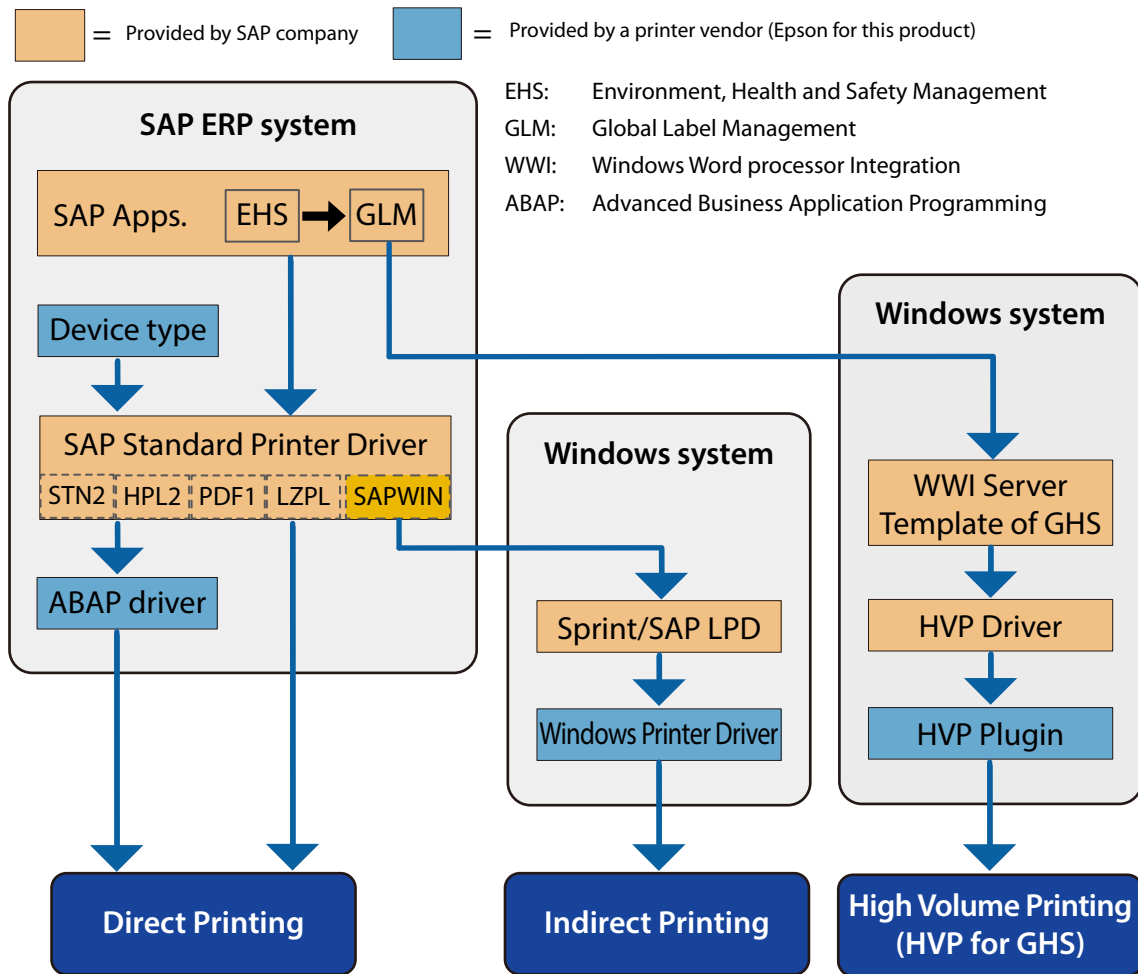 = Provided by SAP company
= Provided by a printer vendor (Epson for this product)
EHS: Environment, Health and Safety Management
GLM: Global Label Management
WWI: Windows Word processor Integration
ABAP: Advanced Business Application Programming
SAP ERP system
SAP Apps.
EHS
GLM
Device type
SAP Standard Printer Driver
STN2
HPL2
PDF1
LZPL
SAPWIN
ABAP driver
Direct Printing
Windows system
Sprint/SAP LPD
Windows Printer Driver
Indirect Printing
Windows system
WWI Server
Template of GHS
HVP Driver
HVP Plugin
High Volume Printing
(HVP for GHS)